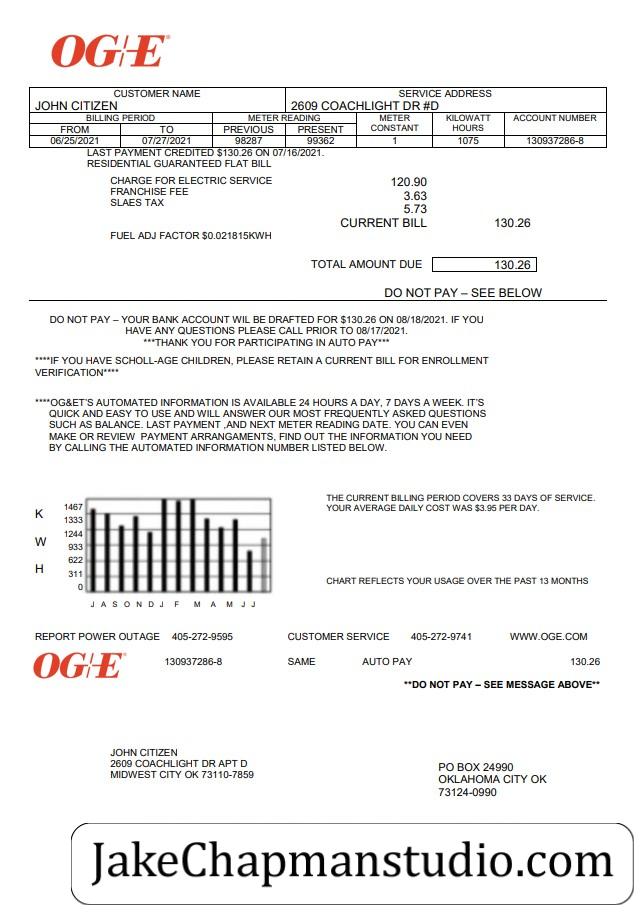 OG+E®
CUSTOMER NAME SERVICE ADDRESS
JOHN CITIZEN 2609 COACHLIGHT DR #D
BILLING PERIOD METER READING METER CONSTANT KILOWATT HOURS ACCOUNT NUMBER
FROM TO PREVIOUS PRESENT
06/25/2021 07/27/2021 98287 99362 1 1075 130937286-8
LAST PAYMENT CREDITED $130.26 ON 07/16/2021.
RESIDENTIAL GUARANTEED FLAT BILL
CHARGE FOR ELECTRIC SERVICE 120.90
FRANCHISE FEE 3.63
SLAES TAX 5.73
CURRENT BILL 130.26
FUEL ADJ FACTOR $0.021815KWH
TOTAL AMOUNT DUE 130.26
DO NOT PAY – SEE BELOW
DO NOT PAY – YOUR BANK ACCOUNT WIL BE DRAFTED FOR $130.26 ON 08/18/2021. IF YOU
HAVE ANY QUESTIONS PLEASE CALL PRIOR TO 08/17/2021.
***THANK YOU FOR PARTICIPATING IN AUTO PAY***
****IF YOU HAVE SCHOLL-AGE CHILDREN, PLEASE RETAIN A CURRENT BILL FOR ENROLLMENT
VERIFICATION****
****OG&ET'S AUTOMATED INFORMATION IS AVAILABLE 24 HOURS A DAY, 7 DAYS A WEEK. IT'S
QUICK AND EASY TO USE AND WILL ANSWER OUR MOST FREQUENTLY ASKED QUESTIONS
SUCH AS BALANCE. LAST PAYMENT ,AND NEXT METER READING DATE. YOU CAN EVEN
MAKE OR REVIEW PAYMENT ARRANGAMENTS, FIND OUT THE INFORMATION YOU NEED
BY CALLING THE AUTOMATED INFORMATION NUMBER LISTED BELOW.
THE CURRENT BILLING PERIOD COVERS 33 DAYS OF SERVICE.
YOUR AVERAGE DAILY COST WAS $3.95 PER DAY.
K
W
H
1467
1333
1244
933
622
311
0
J A S O N D J F M A M J J
CHART REFLECTS YOUR USAGE OVER THE PAST 13 MONTHS
REPORT POWER OUTAGE 405-272-9595 CUSTOMER SERVICE 405-272-9741 WWW.OGE.COM
OG+E® 130937286-8 SAME AUTO PAY 130.26
**DO NOT PAY – SEE MESSAGE ABOVE**
JOHN CITIZEN
2609 COACHLIGHT DR APT D
MIDWEST CITY OK 73110-7859
PO BOX 24990
OKLAHOMA CITY OK
73124-0990
JakeChapmanstudio.com